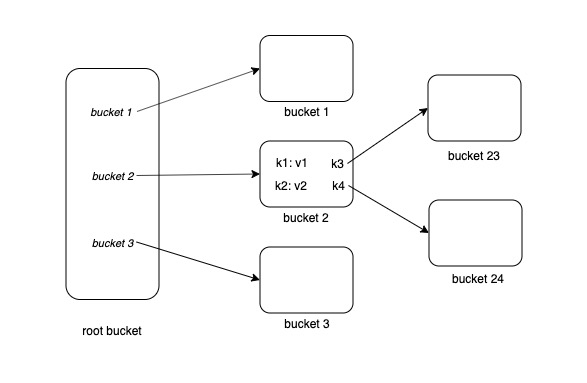 bucket 1
bucket 2
bucket 3
root bucket
bucket 1
k1: v1 k3
k2: v2 k4
bucket 2
bucket 3
bucket 23
bucket 24